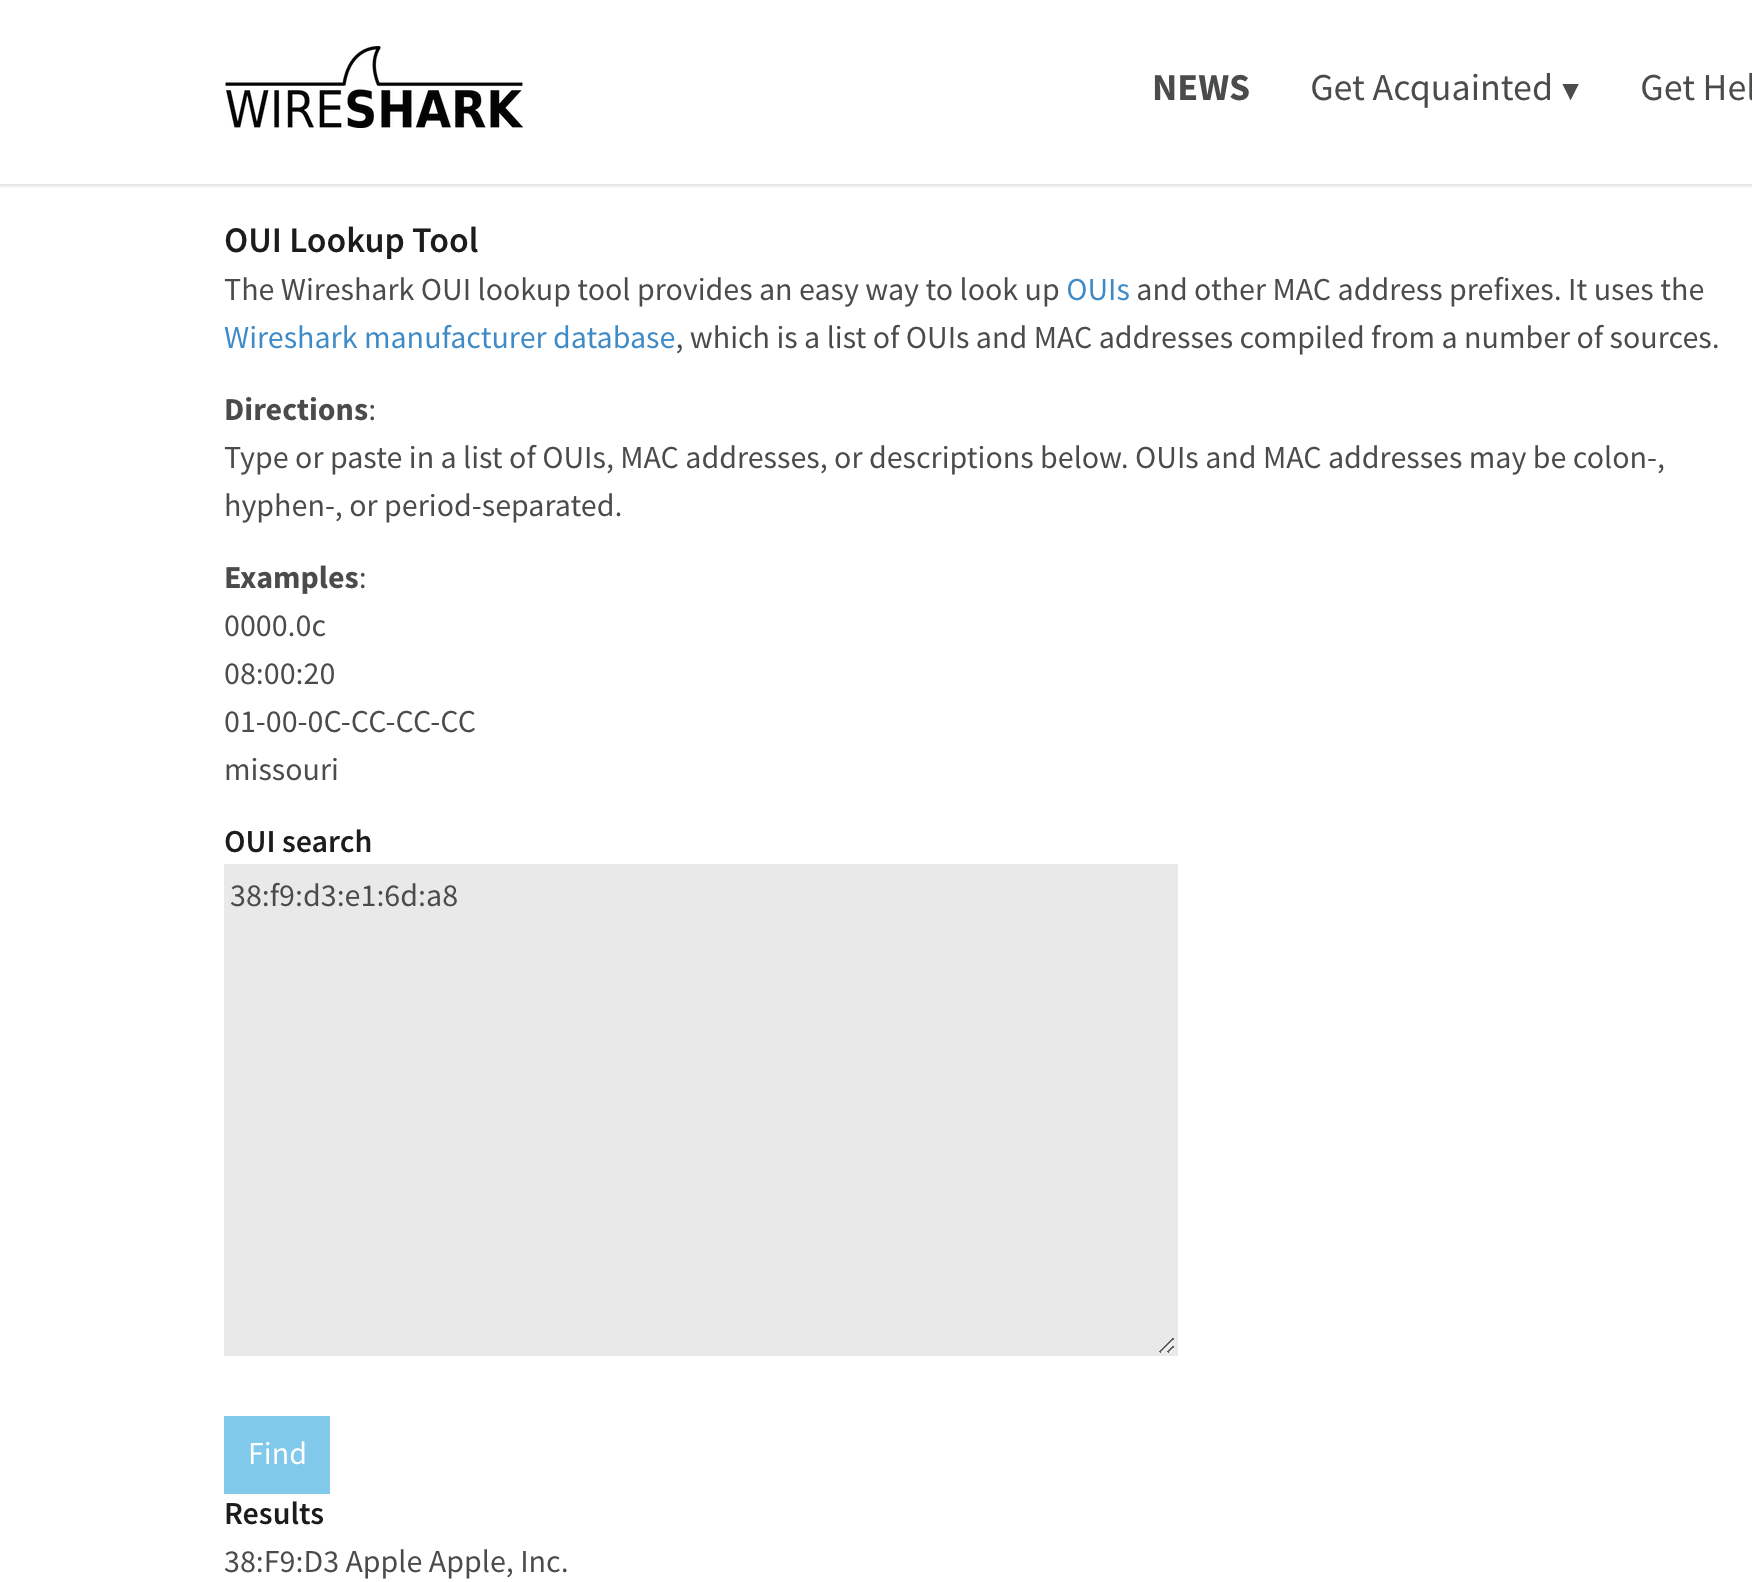 WIRESHARK
NEWS Get Acquainted ▾ Get Hel
OUI Lookup Tool
The Wireshark OUI lookup tool provides an easy way to look up OUIs and other MAC address prefixes. It uses the
Wireshark manufacturer database, which is a list of OUIs and MAC addresses compiled from a number of sources.
Directions:
Type or paste in a list of OUIs, MAC addresses, or descriptions below. OUIs and MAC addresses may be colon-,
hyphen-, or period-separated.
Examples:
0000.0c
08:00:20
01-00-0C-CC-CC-CC
missouri
OUI search
38:f9:d3:e1:6d:a8
Find
Results
38:F9:D3 Apple Apple, Inc.